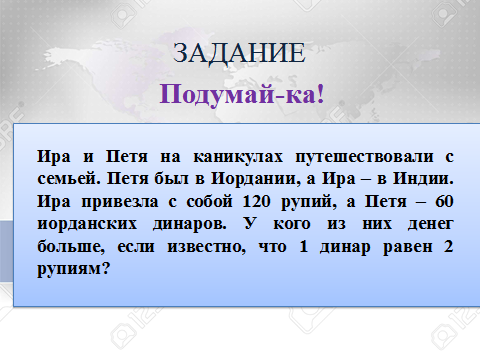 ЗАДАНИЕ
Подумай-ка!
Ира и Петя на каникулах путешествовали с
семьей. Петя был в Иордании, а Ира – в Индии.
Ира привезла с собой 120 рупий, а Петя – 60
иорданских динаров. У кого из них денег
больше, если известно, что 1 динар равен 2
рупиям?